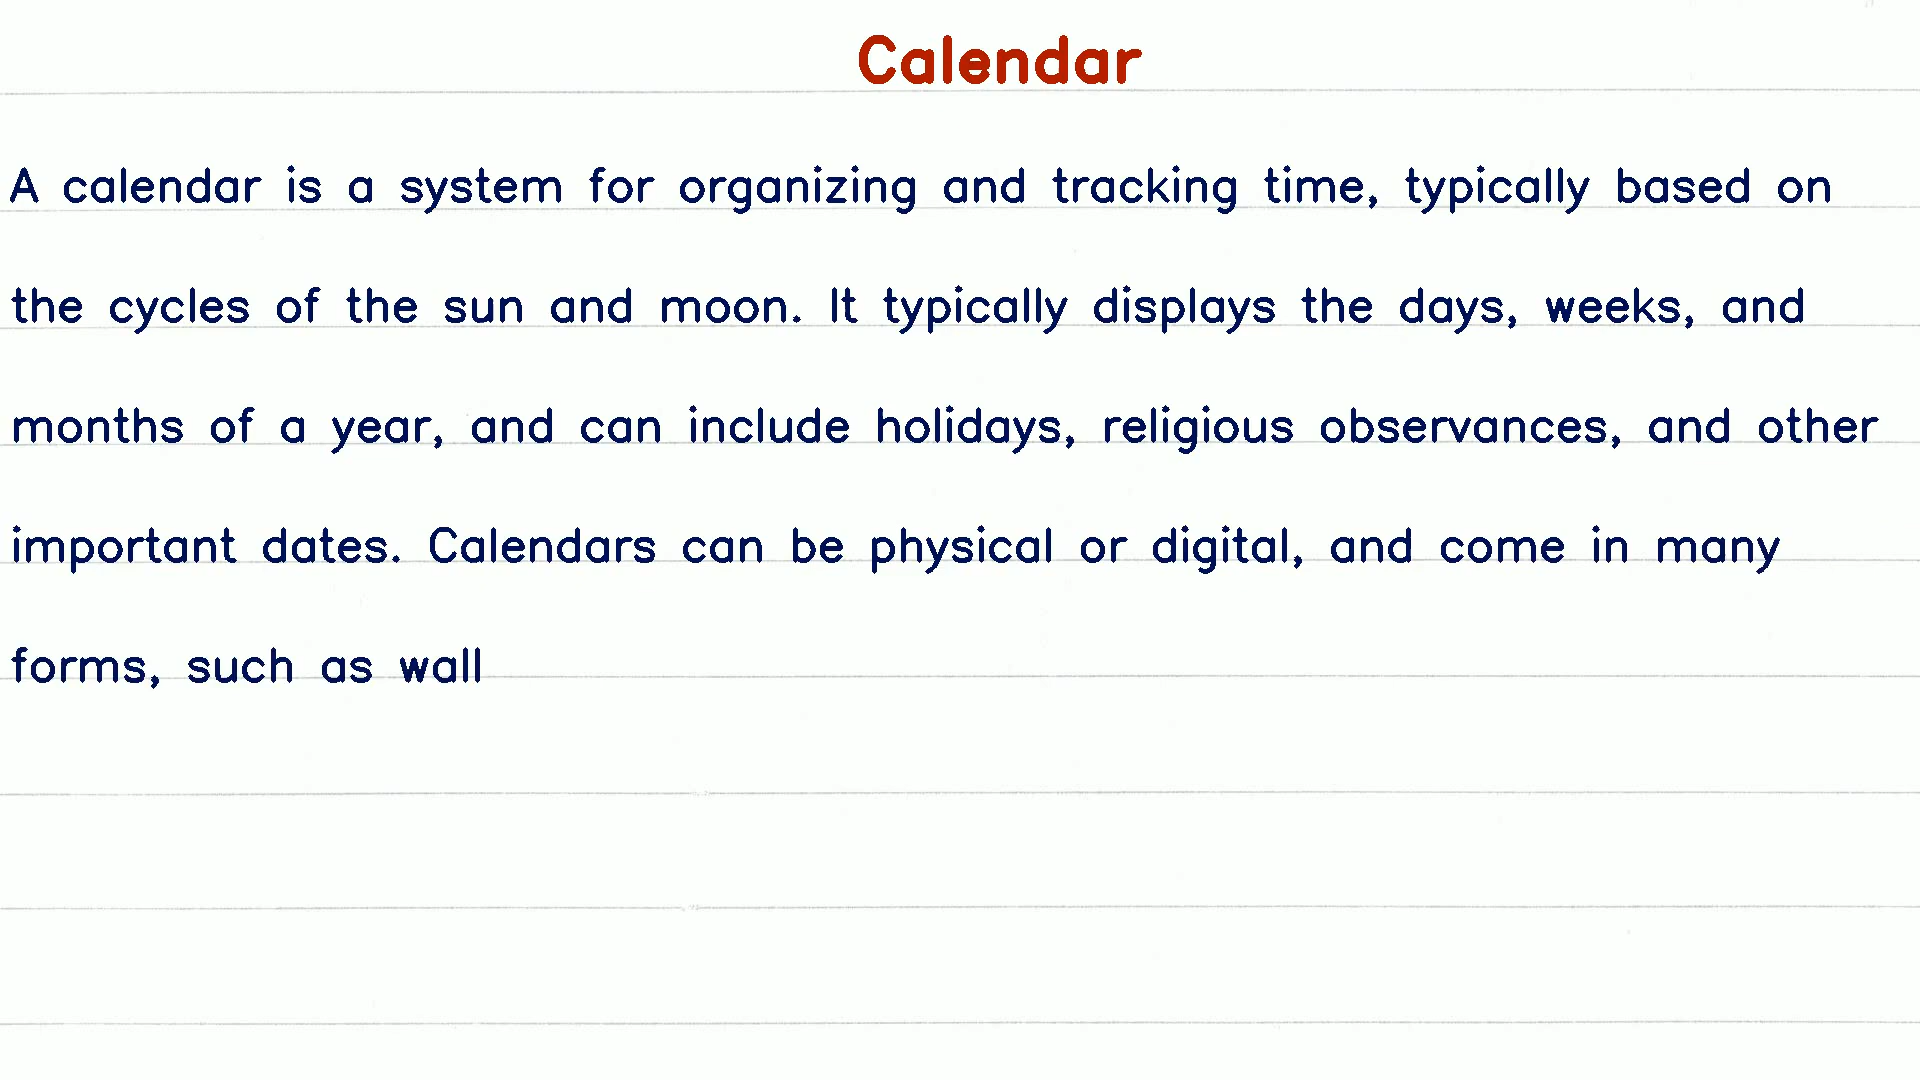 Calendar
A calendar is a system for organizing and tracking time, typically based on
the cycles of the sun and moon. It typically displays the days, weeks, and
months of a year, and can include holidays, religious observances, and other
important dates. Calendars can be physical or digital, and come in many
forms, such as wall